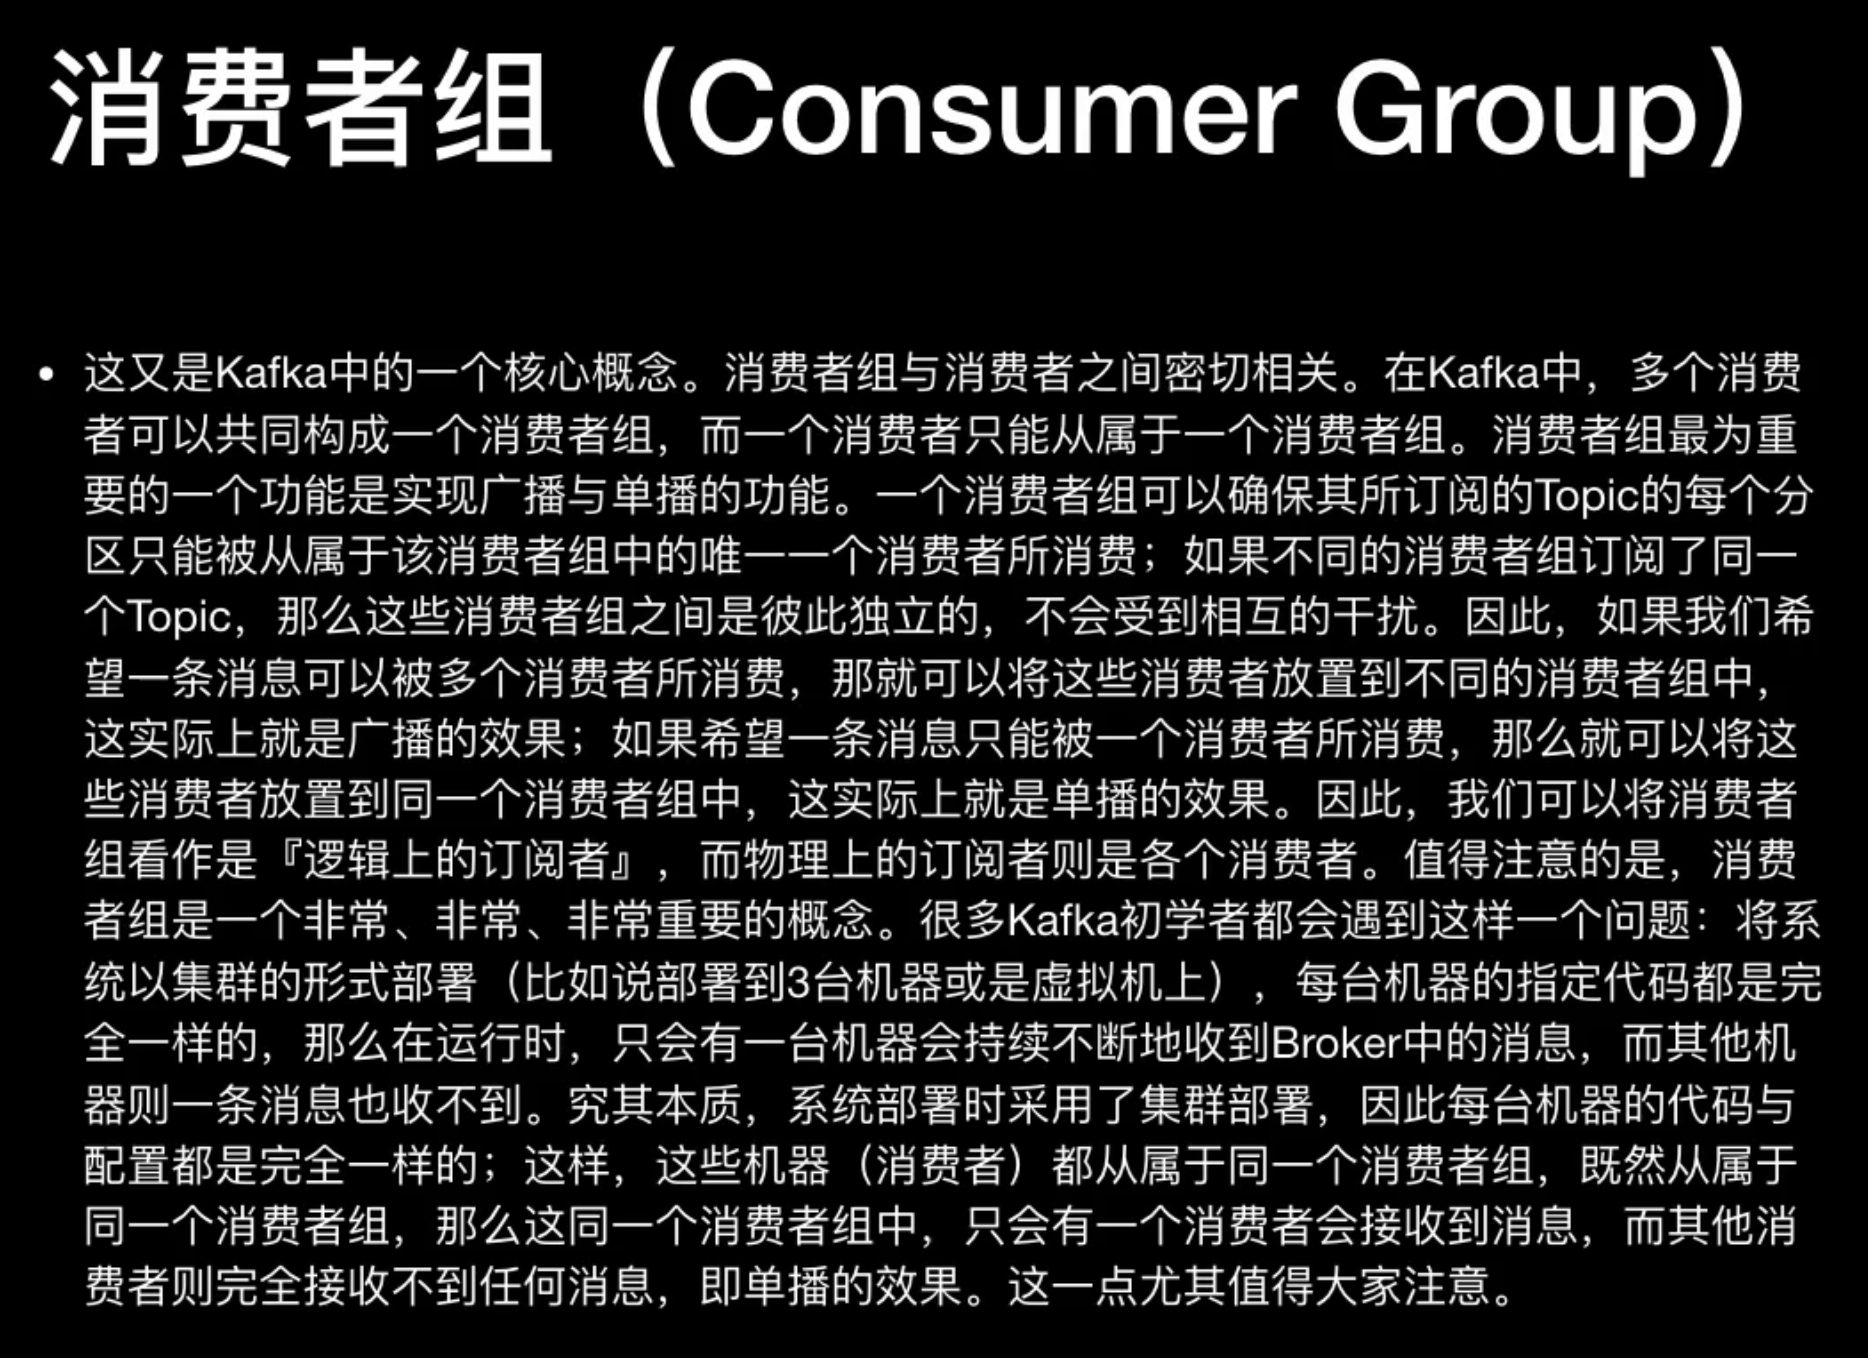 消费者组（Consumer Group）
• 这又是Kafka中的一个核心概念。消费者组与消费者之间密切相关。在Kafka中，多个消费
者可以共同构成一个消费者组，而一个消费者只能从属于一个消费者组。消费者组最为重
要的一个功能是实现广播与单播的功能。一个消费者组可以确保其所订阅的Topic的每个分
区只能被从属于该消费者组中的唯一一个消费者所消费；如果不同的消费者组订阅了同一
个Topic，那么这些消费者组之间是彼此独立的，不会受到相互的干扰。因此，如果我们希
望一条消息可以被多个消费者所消费，那就可以将这些消费者放置到不同的消费者组中，
这实际上就是广播的效果；如果希望一条消息只能被一个消费者所消费，那么就可以将这
些消费者放置到同一个消费者组中，这实际上就是单播的效果。因此，我们可以将消费者
组看作是『逻辑上的订阅者』，而物理上的订阅者则是各个消费者。值得注意的是，消费
者组是一个非常、非常、非常重要的概念。很多Kafka初学者都会遇到这样一个问题：将系
统以集群的形式部署（比如说部署到3台机器或是虚拟机上），每台机器的指定代码都是完
全一样的，那么在运行时，只会有一台机器会持续不断地收到Broker中的消息，而其他机
器则一条消息也收不到。究其本质，系统部署时采用了集群部署，因此每台机器的代码与
配置都是完全一样的；这样，这些机器（消费者）都从属于同一个消费者组，既然从属于
同一个消费者组，那么这同一个消费者组中，只会有一个消费者会接收到消息，而其他消
费者则完全接收不到任何消息，即单播的效果。这一点尤其值得大家注意。